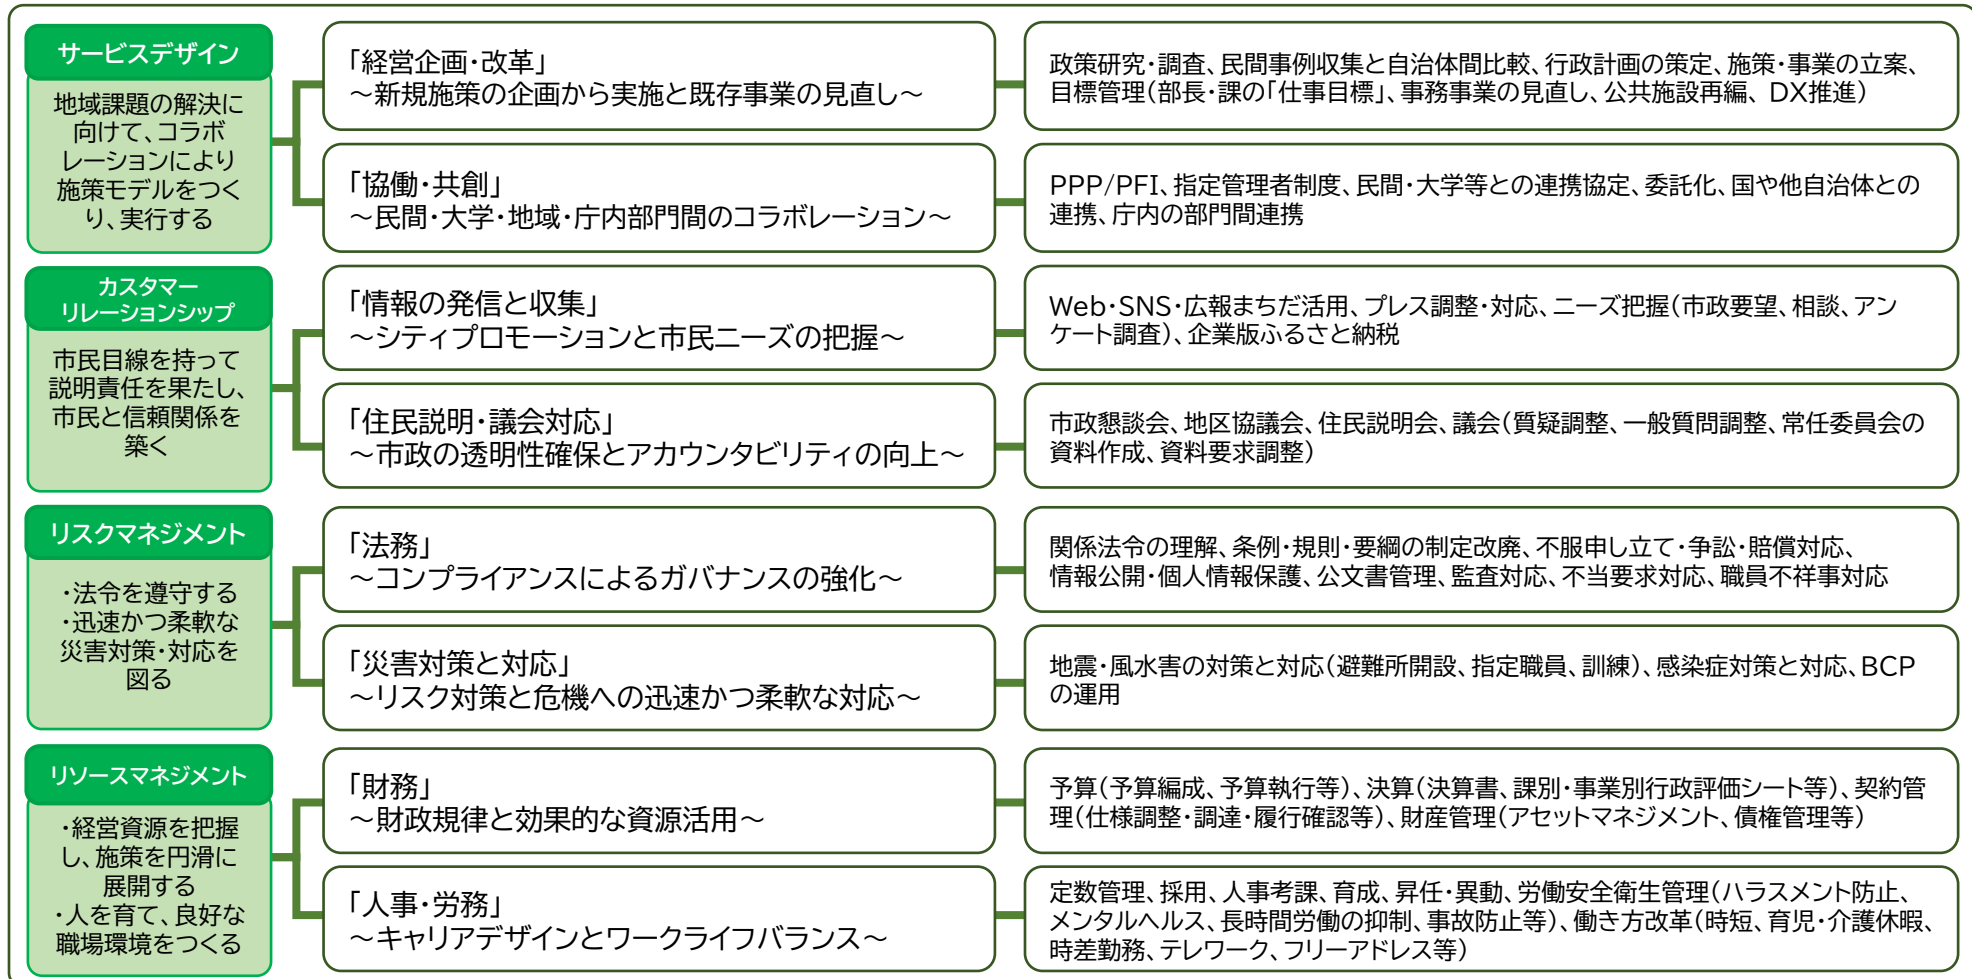 サービスデザイン
地域課題の解決に
向けて、コラボ
レーションにより
施策モデルをつく
り、実行する
「経営企画・改革」
～新規施策の企画から実施と既存事業の見直し～
政策研究・調査、民間事例収集と自治体間比較、行政計画の策定、施策・事業の立案、
目標管理(部長・課の「仕事目標」、事務事業の見直し、公共施設再編、DX推進)
「協働・共創」
～民間・大学・地域・庁内部門間のコラボレーション～
PPP/PFI、指定管理者制度、民間・大学等との連携協定、委託化、国や他自治体との
連携、庁内の部門間連携
カスタマー
リレーションシップ
市民目線を持って
説明責任を果たし、
市民と信頼関係を
築く
「情報の発信と収集」
～シティプロモーションと市民ニーズの把握～
Web・SNS・広報まちだ活用、プレス調整・対応、ニーズ把握(市政要望、相談、アン
ケート調査)、企業版ふるさと納税
「住民説明・議会対応」
～市政の透明性確保とアカウンタビリティの向上～
市政懇談会、地区協議会、住民説明会、議会(質疑調整、一般質問調整、常任委員会の
資料作成、資料要求調整)
リスクマネジメント
・法令を遵守する
・迅速かつ柔軟な
災害対策・対応を
図る
「法務」
～コンプライアンスによるガバナンスの強化～
関係法令の理解、条例・規則・要綱の制定改廃、不服申し立て・争訟・賠償対応、
情報公開・個人情報保護、公文書管理、監査対応、不当要求対応、職員不祥事対応
「災害対策と対応」
～リスク対策と危機への迅速かつ柔軟な対応～
地震・風水害の対策と対応(避難所開設、指定職員、訓練)、感染症対策と対応、BCP
の運用
リソースマネジメント
・経営資源を把握
し、施策を円滑に
展開する
・人を育て、良好な
職場環境をつくる
「財務」
～財政規律と効果的な資源活用～
予算(予算編成、予算執行等)、決算(決算書、課別・事業別行政評価シート等)、契約管
理(仕様調整・調達・履行確認等)、財産管理(アセットマネジメント、債権管理等)
「人事・労務」
～キャリアデザインとワークライフバランス～
定数管理、採用、人事考課、育成、昇任・異動、労働安全衛生管理(ハラスメント防止、
メンタルヘルス、長時間労働の抑制、事故防止等)、働き方改革(時短、育児・介護休暇、
時差勤務、テレワーク、フリーアドレス等)